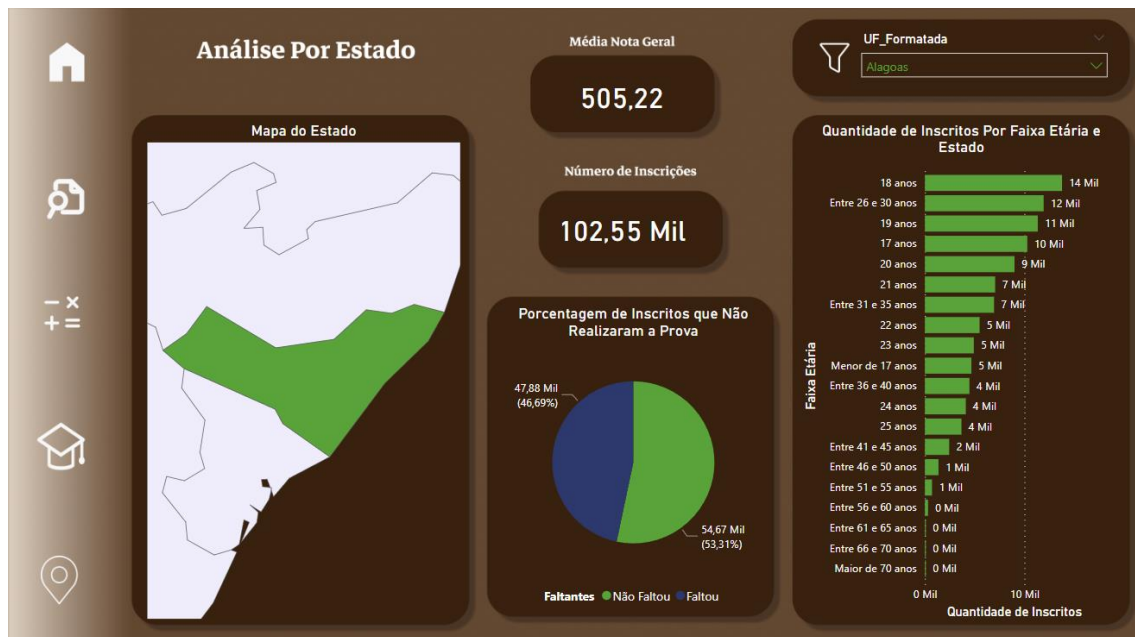 Análise Por Estado
Média Nota Geral
505,22
UF_Formatada
Alagoas
Mapa do Estado
Número de Inscrições
102,55 Mil
Porcentagem de Inscritos que Não
Realizaram a Prova
47,88 Mil
(46,69%)
54,67 Mil
(53,31%)
Faltantes Não Faltou Faltou
Quantidade de Inscritos Por Faixa Etária e
Estado
Faixa Etária
18 anos 14 Mil
Entre 26 e 30 anos 12 Mil
19 anos 11 Mil
17 anos 10 Mil
20 anos 9 Mil
21 anos 7 Mil
Entre 31 e 35 anos 7 Mil
22 anos 5 Mil
23 anos 5 Mil
Menor de 17 anos 5 Mil
Entre 36 e 40 anos 4 Mil
24 anos 4 Mil
25 anos 4 Mil
Entre 41 e 45 anos 2 Mil
Entre 46 e 50 anos 1 Mil
Entre 51 e 55 anos 1 Mil
Entre 56 e 60 anos 0 Mil
Entre 61 e 65 anos 0 Mil
Entre 66 e 70 anos 0 Mil
Maior de 70 anos 0 Mil
0 Mil 10 Mil
Quantidade de Inscritos